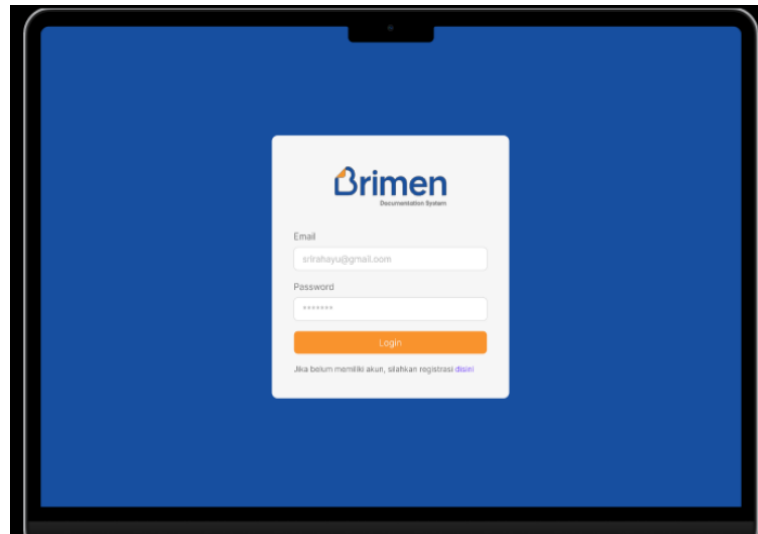 Brimen
Documentation System
Email
srirahayu@gmail.com
Password
*******
Login
Jika belum memiliki akun, silahkan registrasi disini